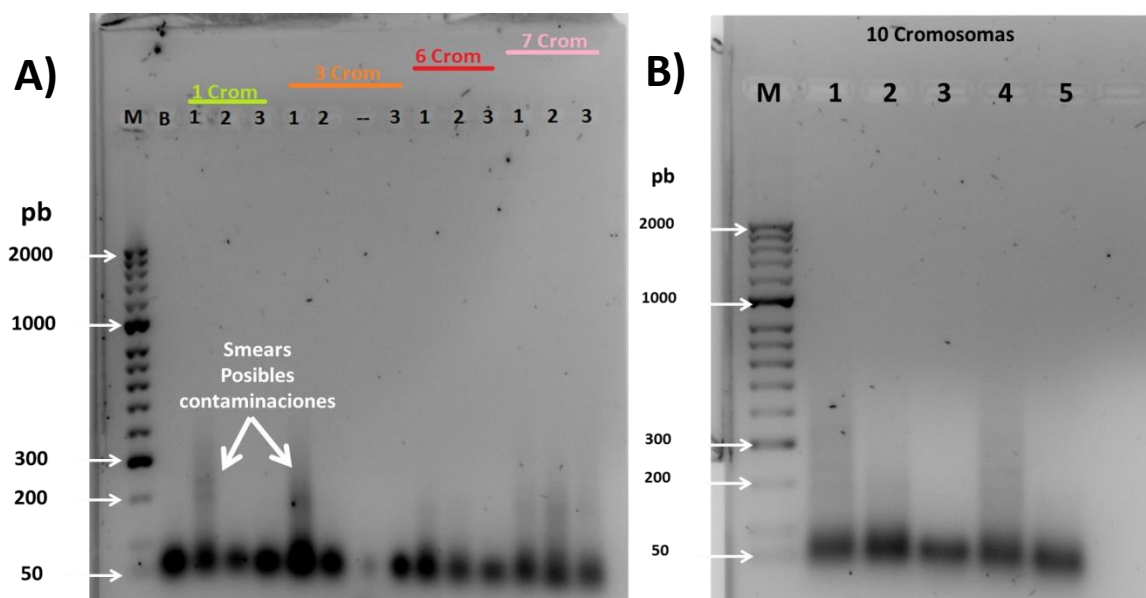 A)
1 Crom 3 Crom 6 Crom 7 Crom
M B 1 2 3 1 2 -- 3 1 2 3 1 2 3
pb
2000
1000
Smears
Posibles
contaminaciones
300
200
50
B)
10 Cromosomas
M 1 2 3 4 5
pb
2000
1000
300
200
50